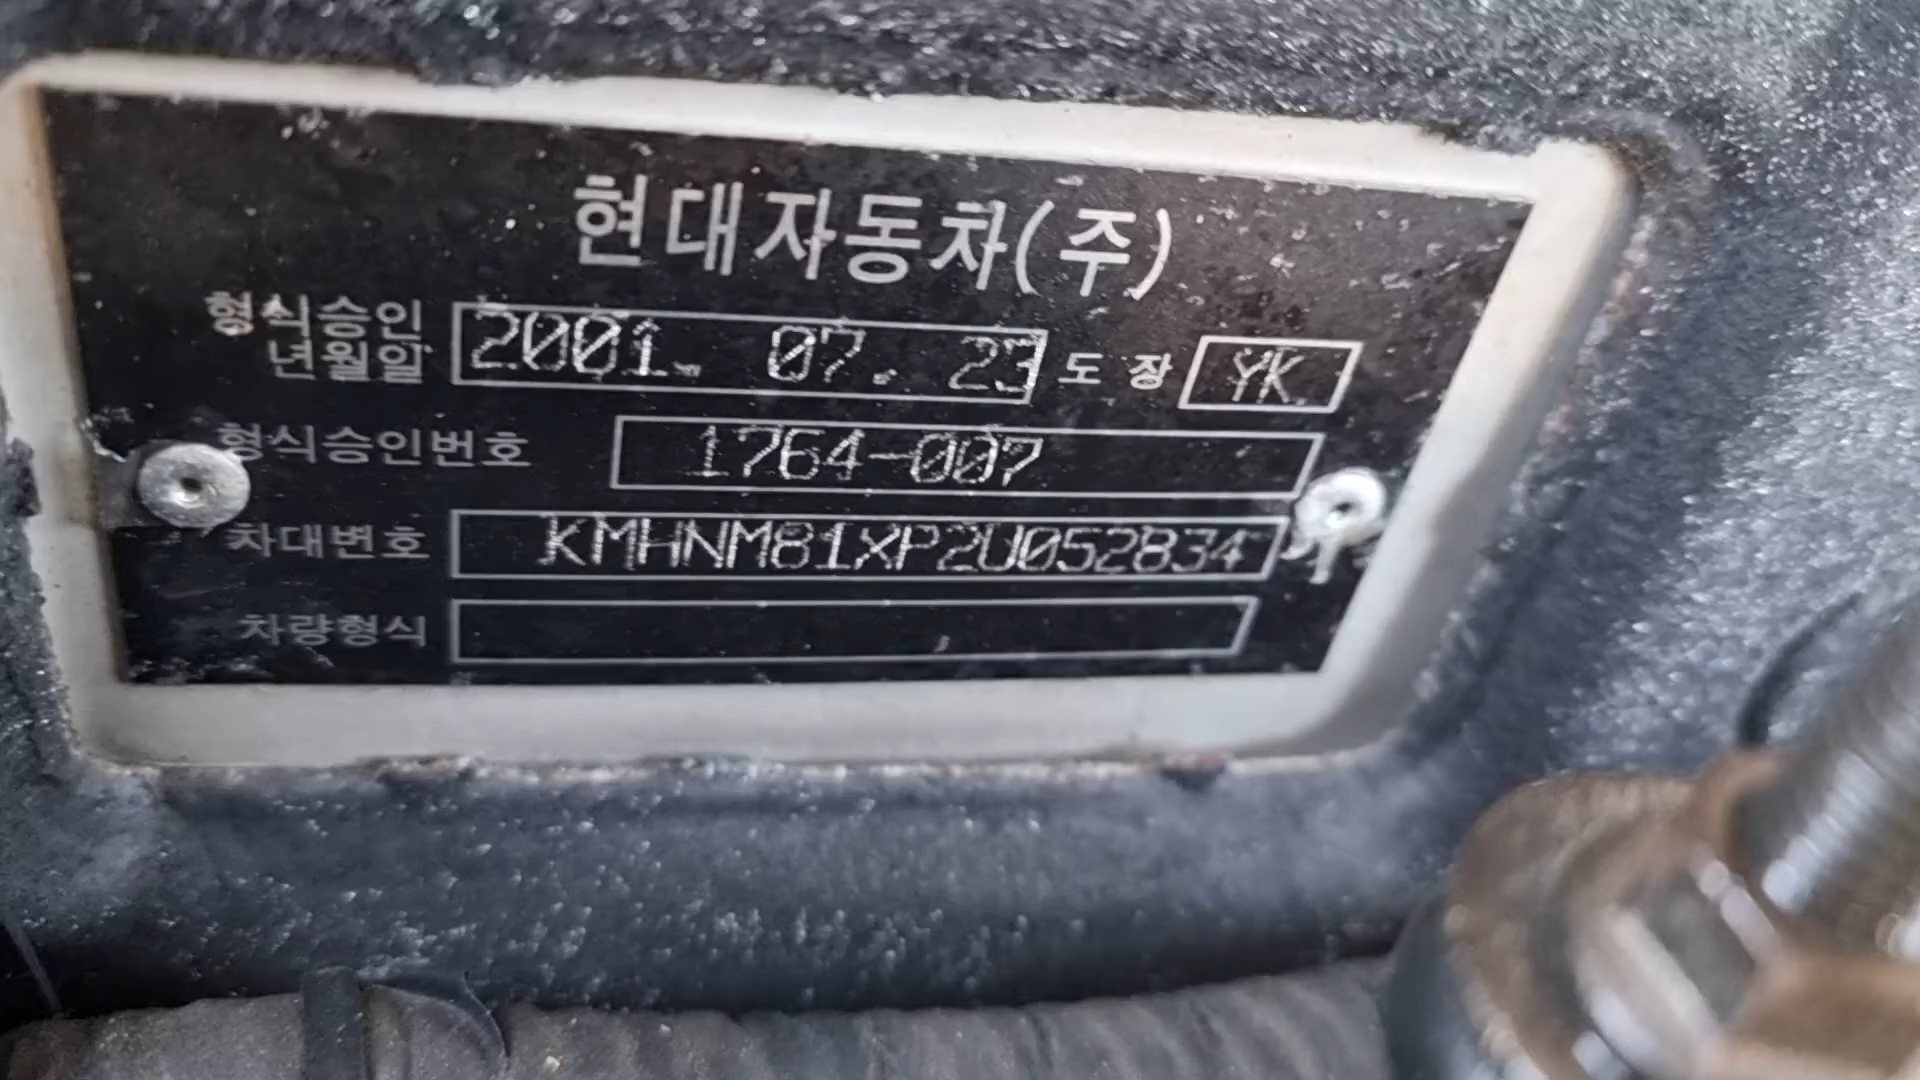 현대자동차(주)
형식승인
년월일 2001. 07. 23 도장 YK.
형식승인번호 1764-007
차대번호 KMHNM81XP2U052834
차량형식